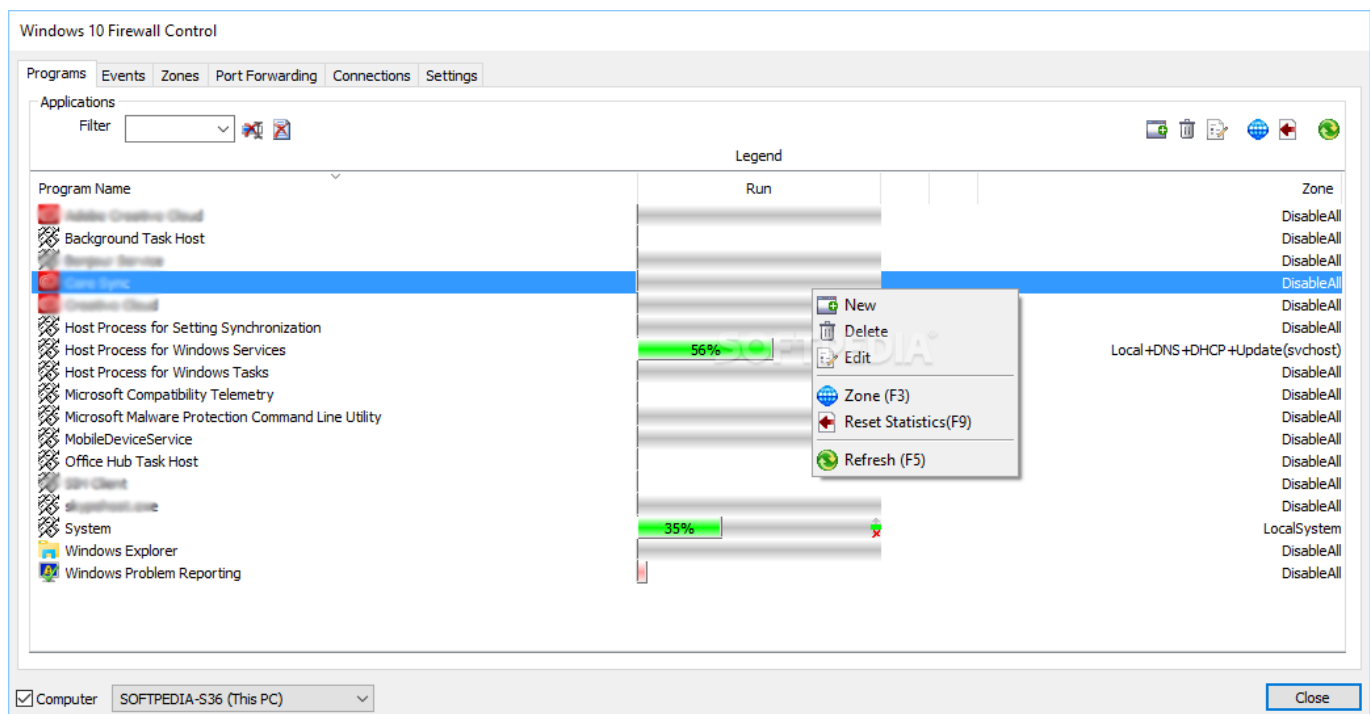 Windows 10 Firewall Control
Programs Events Zones Port Forwarding Connections Settings
Applications
Filter
Legend
Program Name Run Zone
DisableAll
Background Task Host DisableAll
DisableAll
DisableAll
DisableAll
Host Process for Setting Synchronization DisableAll
Host Process for Windows Services 56% Local+DNS+DHCP+Update(svchost)
Host Process for Windows Tasks DisableAll
Microsoft Compatibility Telemetry DisableAll
Microsoft Malware Protection Command Line Utility DisableAll
MobileDeviceService DisableAll
Office Hub Task Host DisableAll
DisableAll
DisableAll
System 35% LocalSystem
Windows Explorer DisableAll
Windows Problem Reporting DisableAll
New
Delete
Edit
Zone (F3)
Reset Statistics(F9)
Refresh (F5)
SOFTPEDIA
Computer SOFTPEDIA-S36 (This PC) Close